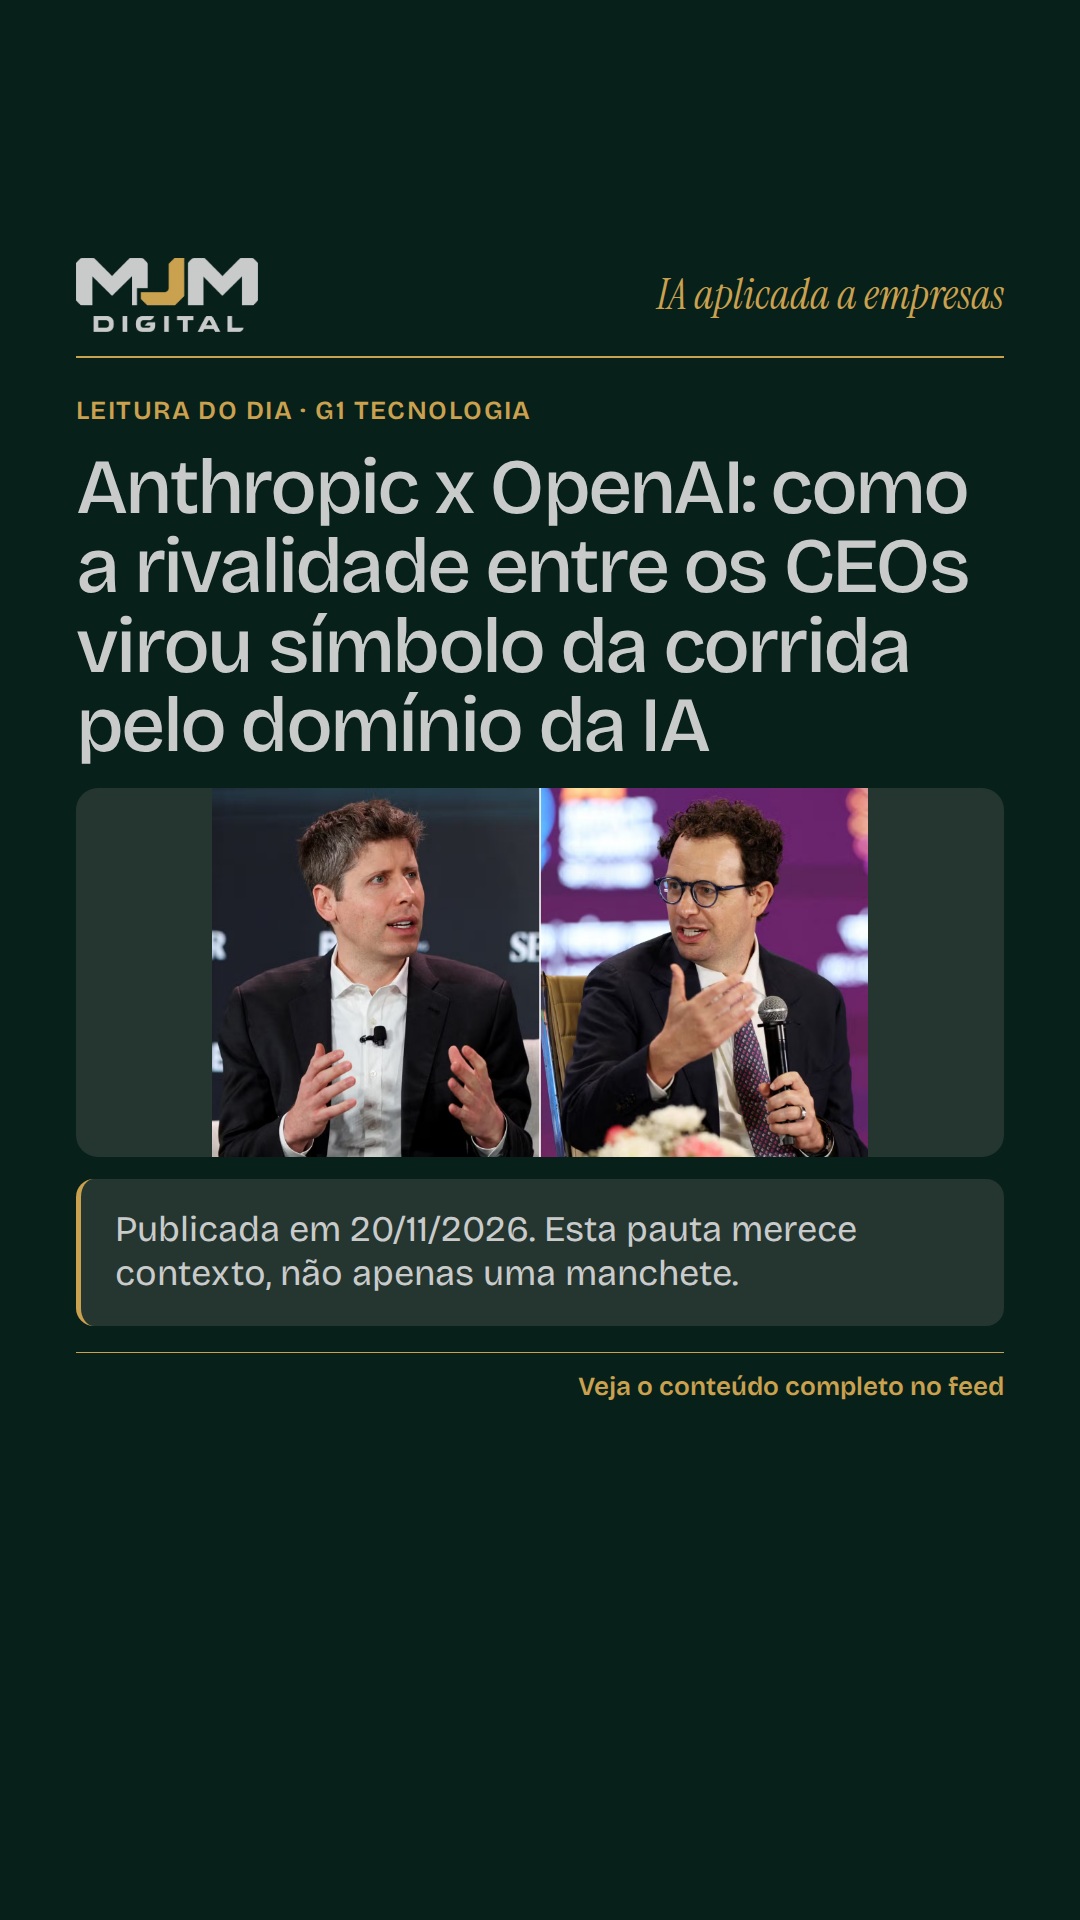 MJM
DIGITAL
IA aplicada a empresas
LEITURA DO DIA · G1 TECNOLOGIA
Anthropic x OpenAI: como
a rivalidade entre os CEOs
virou símbolo da corrida
pelo domínio da IA
Publicada em 20/11/2026. Esta pauta merece
contexto, não apenas uma manchete.
Veja o conteúdo completo no feed